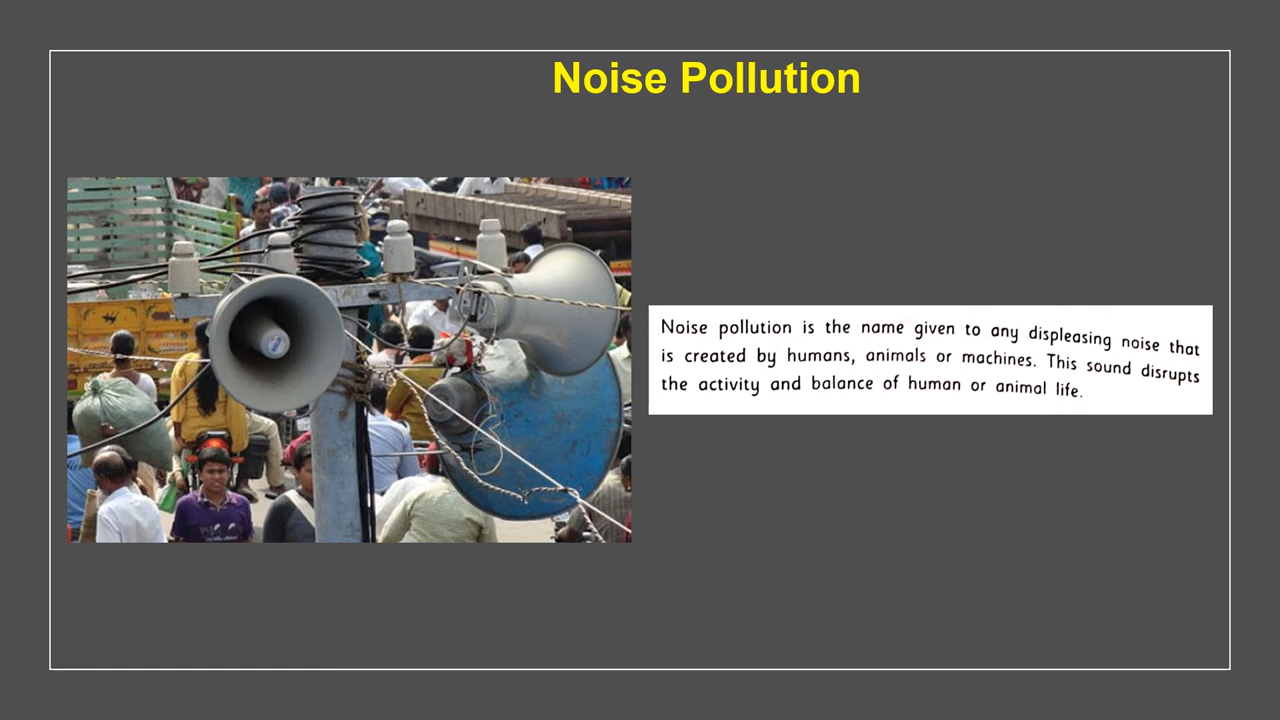 Noise Pollution
Noise pollution is the name given to any displeasing noise that
is created by humans, animals or machines. This sound disrupts
the activity and balance of human or animal life.